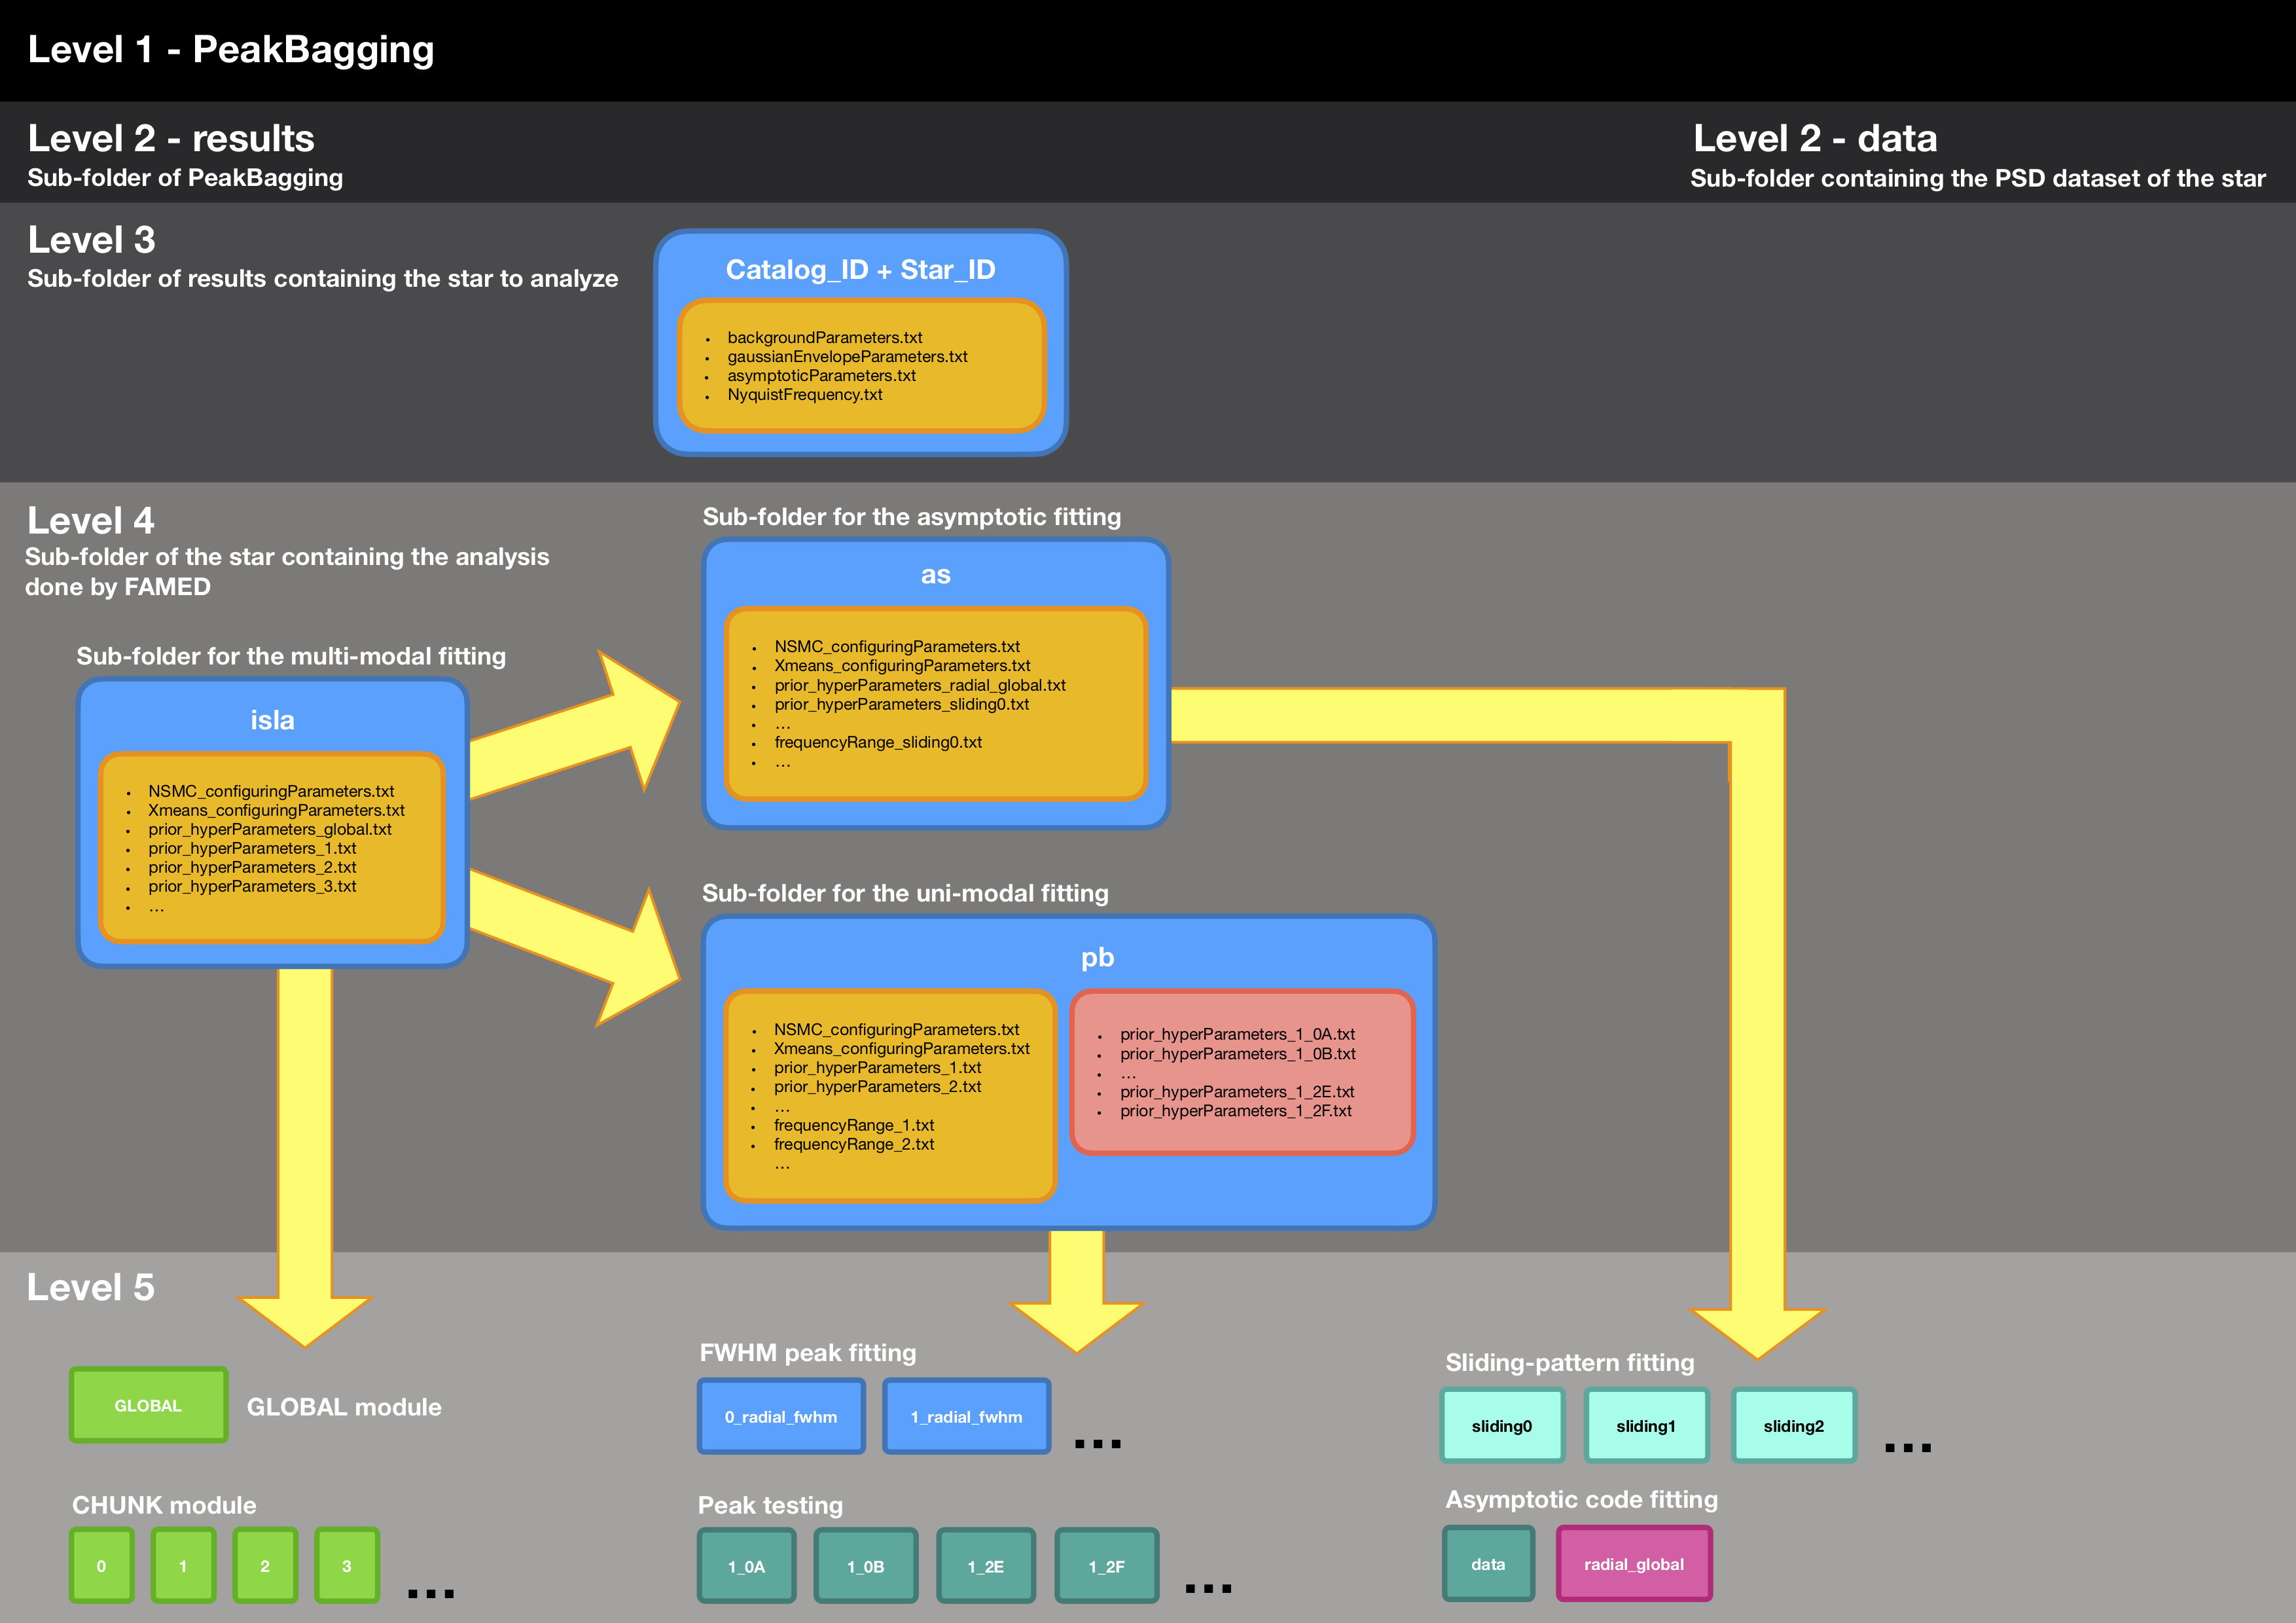 Level 1 - PeakBagging
Level 2 - results
Sub-folder of PeakBagging
Level 2 - data
Sub-folder containing the PSD dataset of the star
Level 3
Sub-folder of results containing the star to analyze
Catalog_ID + Star_ID
• backgroundParameters.txt
• gaussianEnvelopeParameters.txt
• asymptoticParameters.txt
• NyquistFrequency.txt
Level 4
Sub-folder of the star containing the analysis
done by FAMED
Sub-folder for the multi-modal fitting
isla
• NSMC_configuringParameters.txt
• Xmeans_configuringParameters.txt
• prior_hyperParameters_global.txt
• prior_hyperParameters_1.txt
• prior_hyperParameters_2.txt
• prior_hyperParameters_3.txt
• ...
Sub-folder for the asymptotic fitting
as
• NSMC_configuringParameters.txt
• Xmeans_configuringParameters.txt
• prior_hyperParameters_radial_global.txt
• prior_hyperParameters_sliding0.txt
• ...
• frequencyRange_sliding0.txt
• ...
Sub-folder for the uni-modal fitting
pb
• NSMC_configuringParameters.txt
• Xmeans_configuringParameters.txt
• prior_hyperParameters_1.txt
• prior_hyperParameters_2.txt
• ...
• frequencyRange_1.txt
• frequencyRange_2.txt
...
• prior_hyperParameters_1_0A.txt
• prior_hyperParameters_1_0B.txt
• ...
• prior_hyperParameters_1_2E.txt
• prior_hyperParameters_1_2F.txt
Level 5
GLOBAL
GLOBAL module
CHUNK module
0
1
2
3
...
FWHM peak fitting
0_radial_fwhm
1_radial_fwhm
...
Peak testing
1_0A
1_0B
1_2E
1_2F
...
Sliding-pattern fitting
sliding0
sliding1
sliding2
...
Asymptotic code fitting
data
radial_global